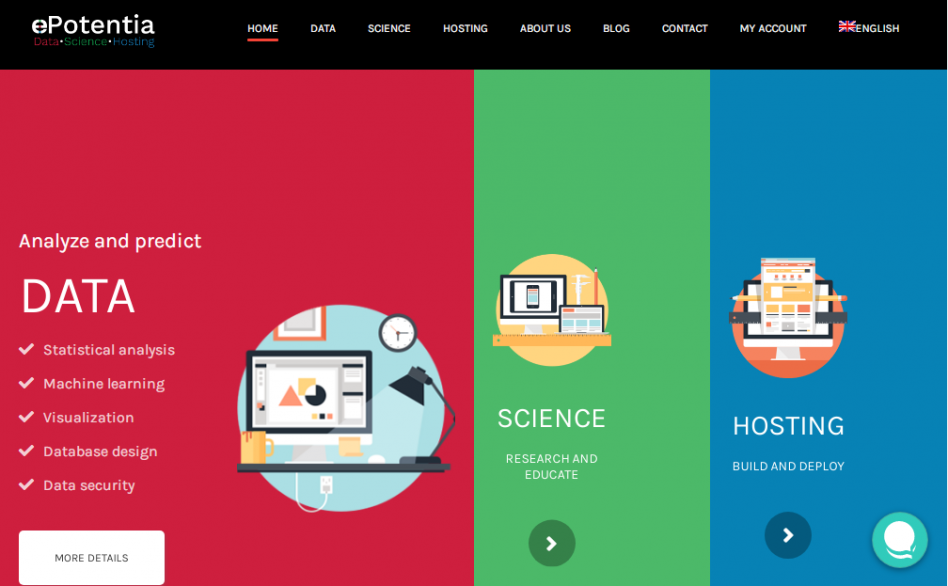 ePotentia
Data•Science•Hosting
HOME DATA SCIENCE HOSTING ABOUT US BLOG CONTACT MY ACCOUNT ENGLISH
Analyze and predict
DATA
Statistical analysis
Machine learning
Visualization
Database design
Data security
MORE DETAILS
SCIENCE
RESEARCH AND
EDUCATE
HOSTING
BUILD AND DEPLOY